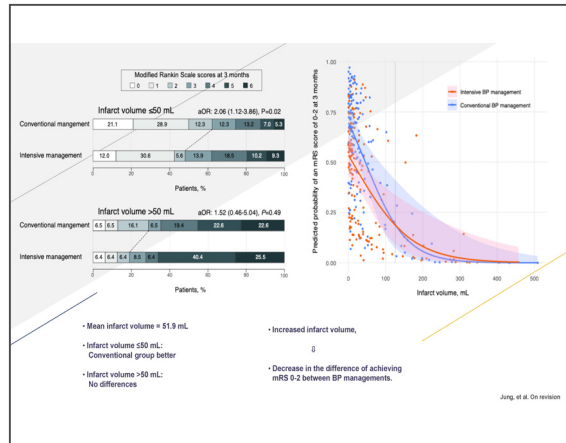 Modified Rankin Scale scores at 3 months
0 1 2 3 4 5 6
Infarct volume ≤50 mL
aOR: 2.06 (1.12-3.86), P=0.02
Conventional mangement
21.1 28.9 12.3 12.3 13.2 7.0 5.3
Intensive management
12.0 30.6 5.6 13.9 18.5 10.2 9.3
0 20 40 60 80 100
Patients, %
Infarct volume >50 mL
aOR: 1.52 (0.46-5.04), P=0.49
Conventional mangement
6.5 6.5 16.1 6.5 19.4 22.6 22.6
Intensive management
6.4 6.4 6.4 8.5 6.4 40.4 25.5
0 20 40 60 80 100
Patients, %
Predicted probability of an mRS score of 0-2 at 3 months
1.00
0.75
0.50
0.25
0.00
Intensive BP management
Conventional BP management
0 100 200 300 400 500
Infarct volume, mL
• Mean infarct volume = 51.9 mL
• Infarct volume ≤50 mL:
Conventional group better
• Infarct volume >50 mL:
No differences
• Increased infarct volume,
⇩
• Decrease in the difference of achieving
mRS 0-2 between BP managements.
Jung, et al. On revision